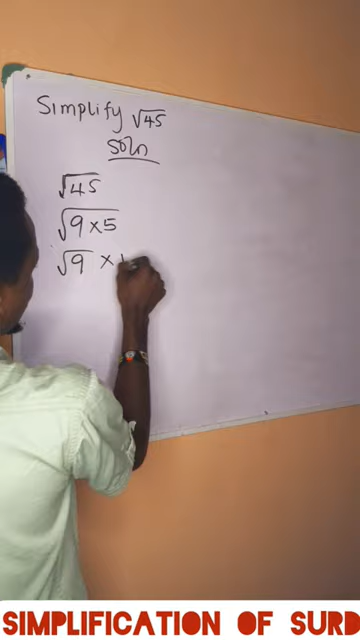 Simplify √45
Soln
√45
√9×5
√9 ×
SIMPLIFICATION OF SURD